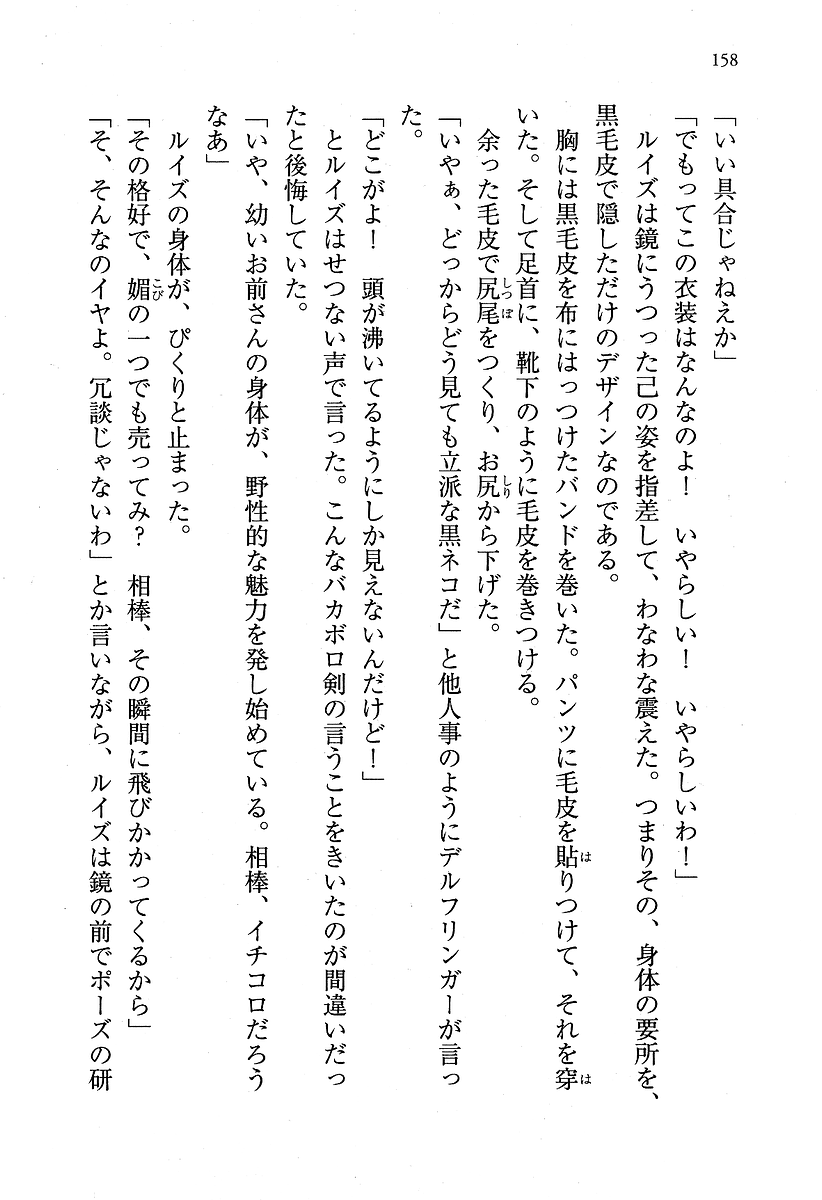 158
「いい具合じゃねえか」
「でもってこの衣装はなんなのよ！　いやらしい！　いやらしいわ！」
ルイズは鏡にうつった己の姿を指差して、わなわな震えた。つまりその、身体の要所を、
黒毛皮で隠しただけのデザインなのである。
胸には黒毛皮を布にはっつけたバンドを巻いた。パンツに毛皮を貼りつけて、それを穿
いた。そして足首に、靴下のように毛皮を巻きつける。
余った毛皮で尻尾をつくり、お尻から下げた。
「いやぁ、どっからどう見ても立派な黒ネコだ」と他人事のようにデルフリンガーが言っ
た。
「どこがよ！　頭が沸いてるようにしか見えないんだけど！」
とルイズはせつない声で言った。こんなバカボロ剣の言うことをきいたのが間違いだっ
たと後悔していた。
「いや、幼いお前さんの身体が、野性的な魅力を発し始めている。相棒、イチコロだろう
なあ」
ルイズの身体が、ぴくりと止まった。
「その格好で、媚の一つでも売ってみ？　相棒、その瞬間に飛びかかってくるから」
「そ、そんなのイヤよ。冗談じゃないわ」とか言いながら、ルイズは鏡の前でポーズの研